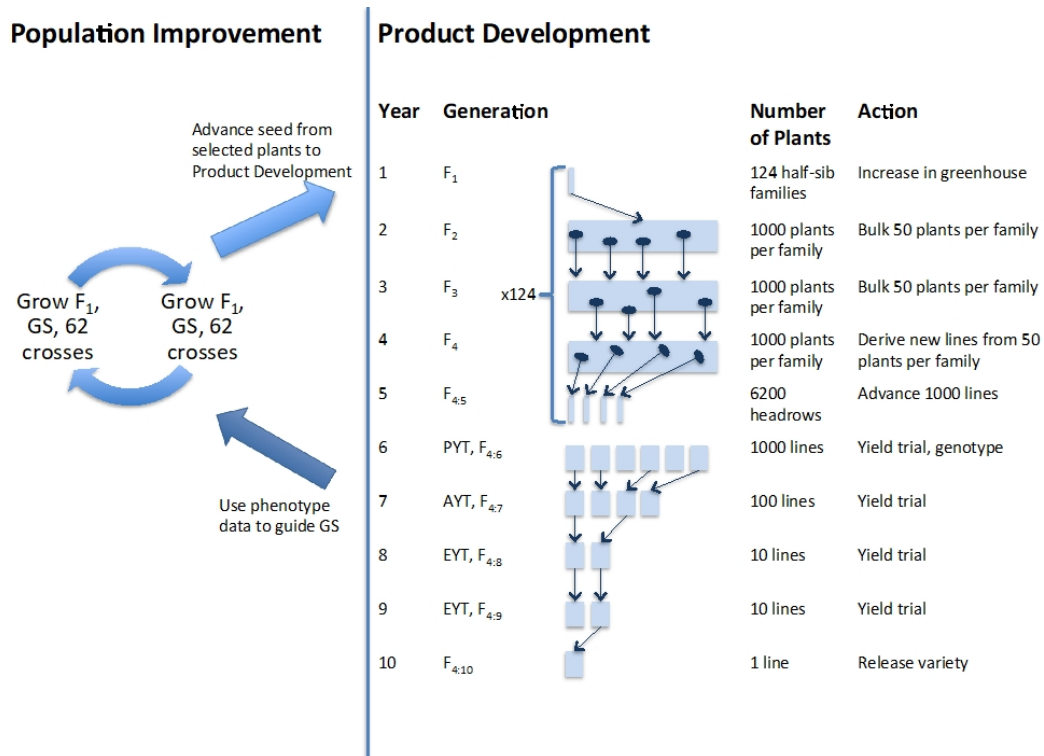 Population Improvement
Advance seed from
selected plants to
Product Development
Grow F1,
GS, 62
crosses
Grow F1,
GS, 62
crosses
Use phenotype
data to guide GS
Product Development
Year Generation Number of Plants Action
1 F1 124 half-sib families Increase in greenhouse
2 F2 1000 plants per family Bulk 50 plants per family
x124
3 F3 1000 plants per family Bulk 50 plants per family
4 F4 1000 plants per family Derive new lines from 50 plants per family
5 F4:5 6200 headrows Advance 1000 lines
6 PYT, F4:6 1000 lines Yield trial, genotype
7 AYT, F4:7 100 lines Yield trial
8 EYT, F4:8 10 lines Yield trial
9 EYT, F4:9 10 lines Yield trial
10 F4:10 1 line Release variety